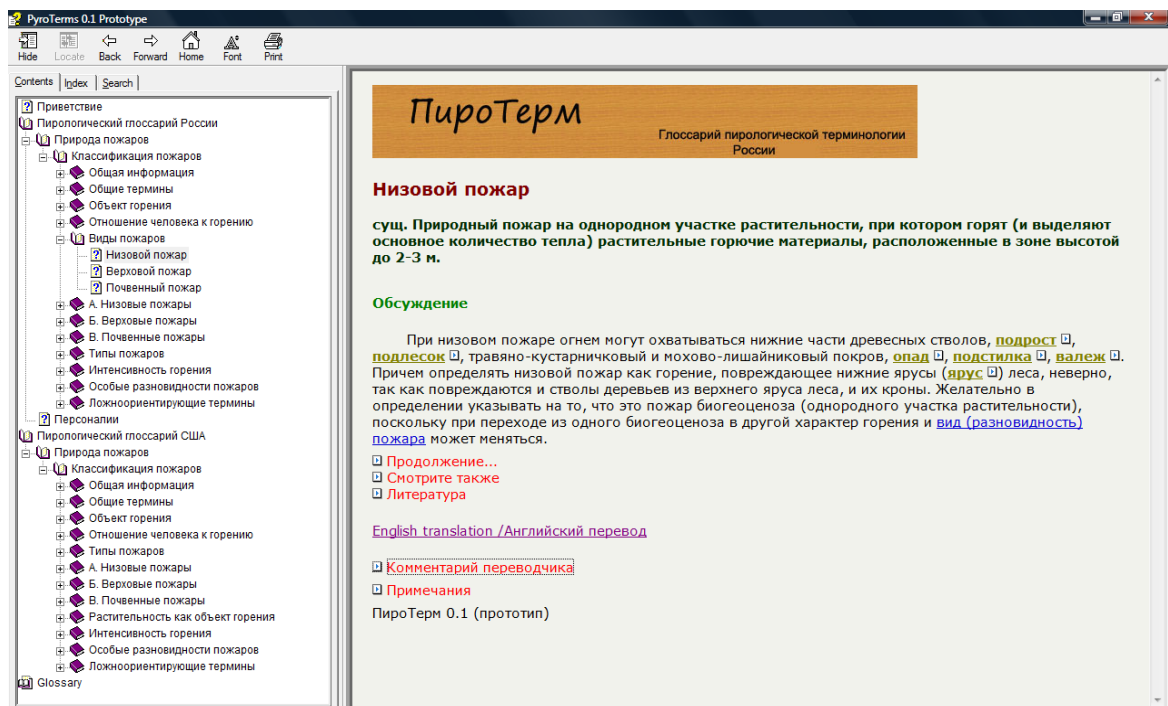 PyroTerms 0.1 Prototype
Hide Locate Back Forward Home Font Print
Contents Index Search
Приветствие
Пирологический глоссарий России
Природа пожаров
Классификация пожаров
Общая информация
Общие термины
Объект горения
Отношение человека к горению
Виды пожаров
Низовой пожар
Верховой пожар
Почвенный пожар
А. Низовые пожары
Б. Верховые пожары
В. Почвенные пожары
Типы пожаров
Интенсивность горения
Особые разновидности пожаров
Ложноориентирующие термины
Персоналии
Пирологический глоссарий США
Природа пожаров
Классификация пожаров
Общая информация
Общие термины
Объект горения
Отношение человека к горению
Типы пожаров
А. Низовые пожары
Б. Верховые пожары
В. Почвенные пожары
Растительность как объект горения
Интенсивность горения
Особые разновидности пожаров
Ложноориентирующие термины
Glossary
ПироТерм
Глоссарий пирологической терминологии
России
Низовой пожар
сущ. Природный пожар на однородном участке растительности, при котором горят (и выделяют
основное количество тепла) растительные горючие материалы, расположенные в зоне высотой
до 2-3 м.
Обсуждение
При низовом пожаре огнем могут охватываться нижние части древесных стволов, подрост,
подлесок, травяно-кустарничковый и мохово-лишайниковый покров, опад, подстилка, валеж.
Причем определять низовой пожар как горение, повреждающее нижние ярусы (ярус) леса, неверно,
так как повреждаются и стволы деревьев из верхнего яруса леса, и их кроны. Желательно в
определении указывать на то, что это пожар биогеоценоза (однородного участка растительности),
поскольку при переходе из одного биогеоценоза в другой характер горения и вид (разновидность)
пожара может меняться.
Продолжение...
Смотрите также
Литература
English translation /Английский перевод
Комментарий переводчика
Примечания
ПироТерм 0.1 (прототип)